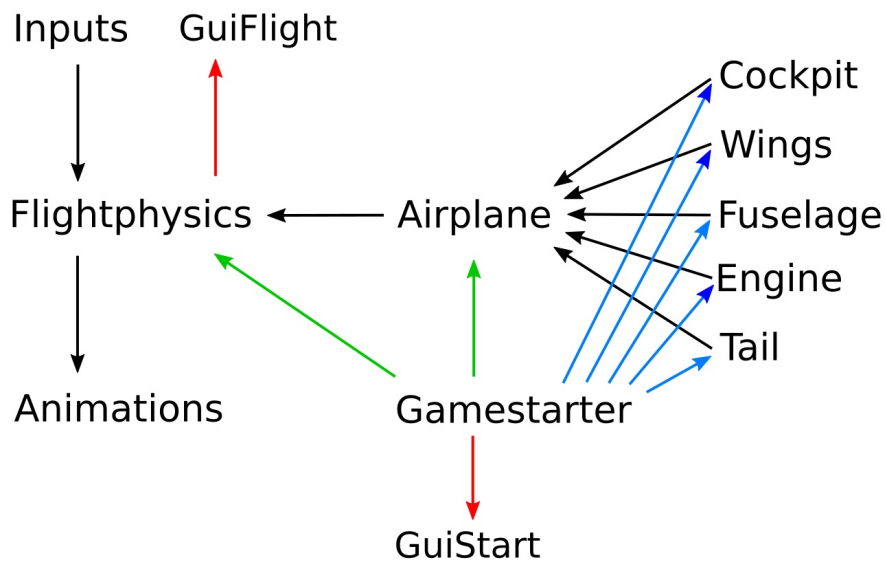 Inputs
GuiFlight
Cockpit
Wings
Flightphysics
Airplane
Fuselage
Engine
Tail
Animations
Gamestarter
GuiStart